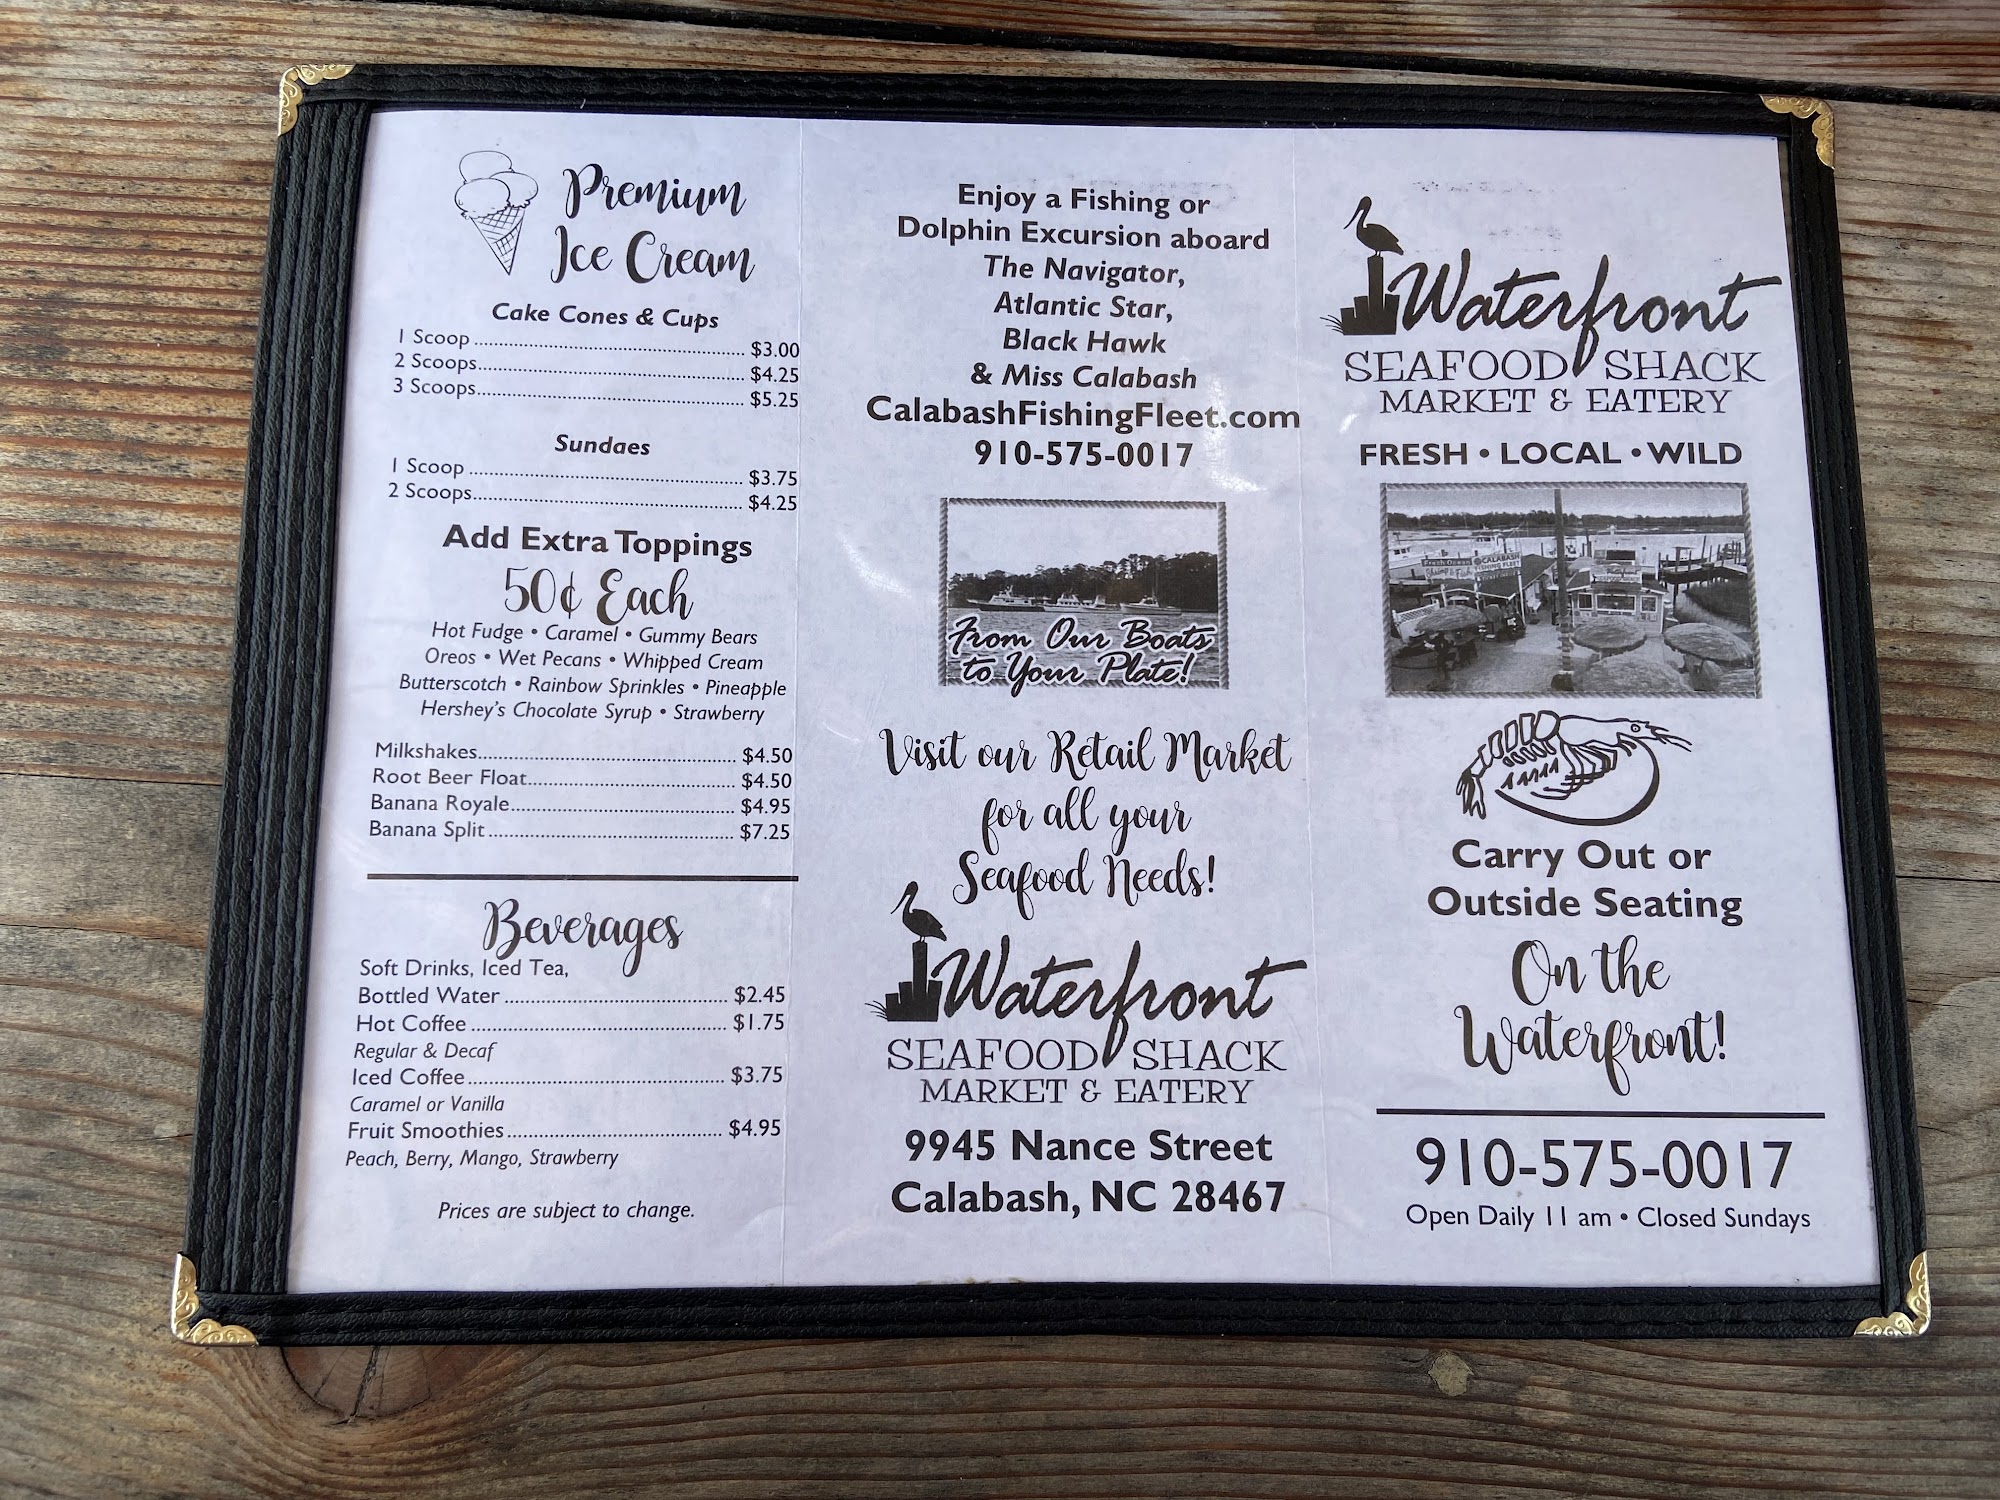 Premium
Ice Cream
Cake Cones & Cups
1 Scoop ........ $3.00
2 Scoops........ $4.25
3 Scoops........ $5.25
Sundaes
1 Scoop ........ $3.75
2 Scoops........ $4.25
Add Extra Toppings
50¢ Each
Hot Fudge • Caramel • Gummy Bears
Oreos • Wet Pecans • Whipped Cream
Butterscotch • Rainbow Sprinkles • Pineapple
Hershey's Chocolate Syrup • Strawberry
Milkshakes........ $4.50
Root Beer Float........ $4.50
Banana Royale........ $4.95
Banana Split ........ $7.25
Beverages
Soft Drinks, Iced Tea,
Bottled Water ........ $2.45
Hot Coffee ........ $1.75
Regular & Decaf
Iced Coffee........ $3.75
Caramel or Vanilla
Fruit Smoothies........ $4.95
Peach, Berry, Mango, Strawberry
Prices are subject to change.
Enjoy a Fishing or
Dolphin Excursion aboard
The Navigator,
Atlantic Star,
Black Hawk
& Miss Calabash
CalabashFishingFleet.com
910-575-0017
From Our Boats
to Your Plate!
Visit our Retail Market
for all your
Seafood Needs!
Waterfront
SEAFOOD SHACK
MARKET & EATERY
9945 Nance Street
Calabash, NC 28467
Waterfront
SEAFOOD SHACK
MARKET & EATERY
FRESH • LOCAL • WILD
Fresh Ocean
CALABASH
FISHING FLEET
Carry Out or
Outside Seating
On the
Waterfront!
910-575-0017
Open Daily 11 am • Closed Sundays